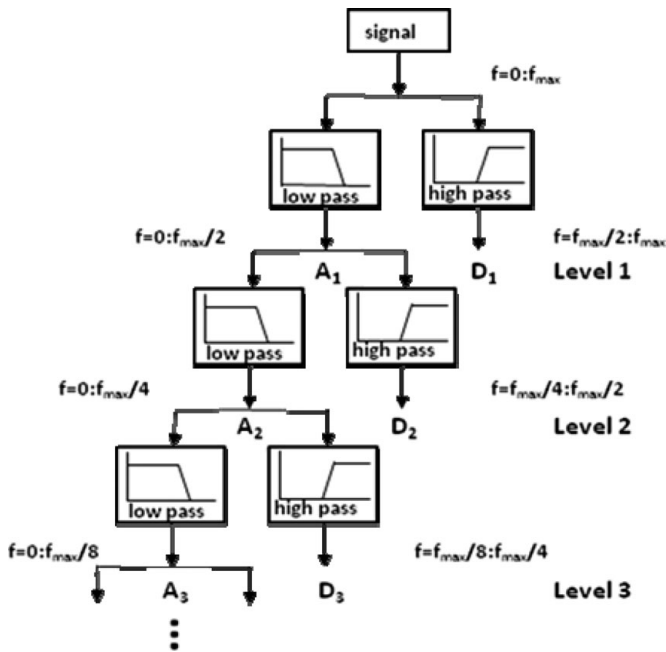 signal
f=0:fmax
low pass
high pass
f=0:fmax/2
f=fmax/2:fmax
A1
D1
Level 1
low pass
high pass
f=0:fmax/4
f=fmax/4:fmax/2
A2
D2
Level 2
low pass
high pass
f=0:fmax/8
f=fmax/8:fmax/4
A3
D3
Level 3